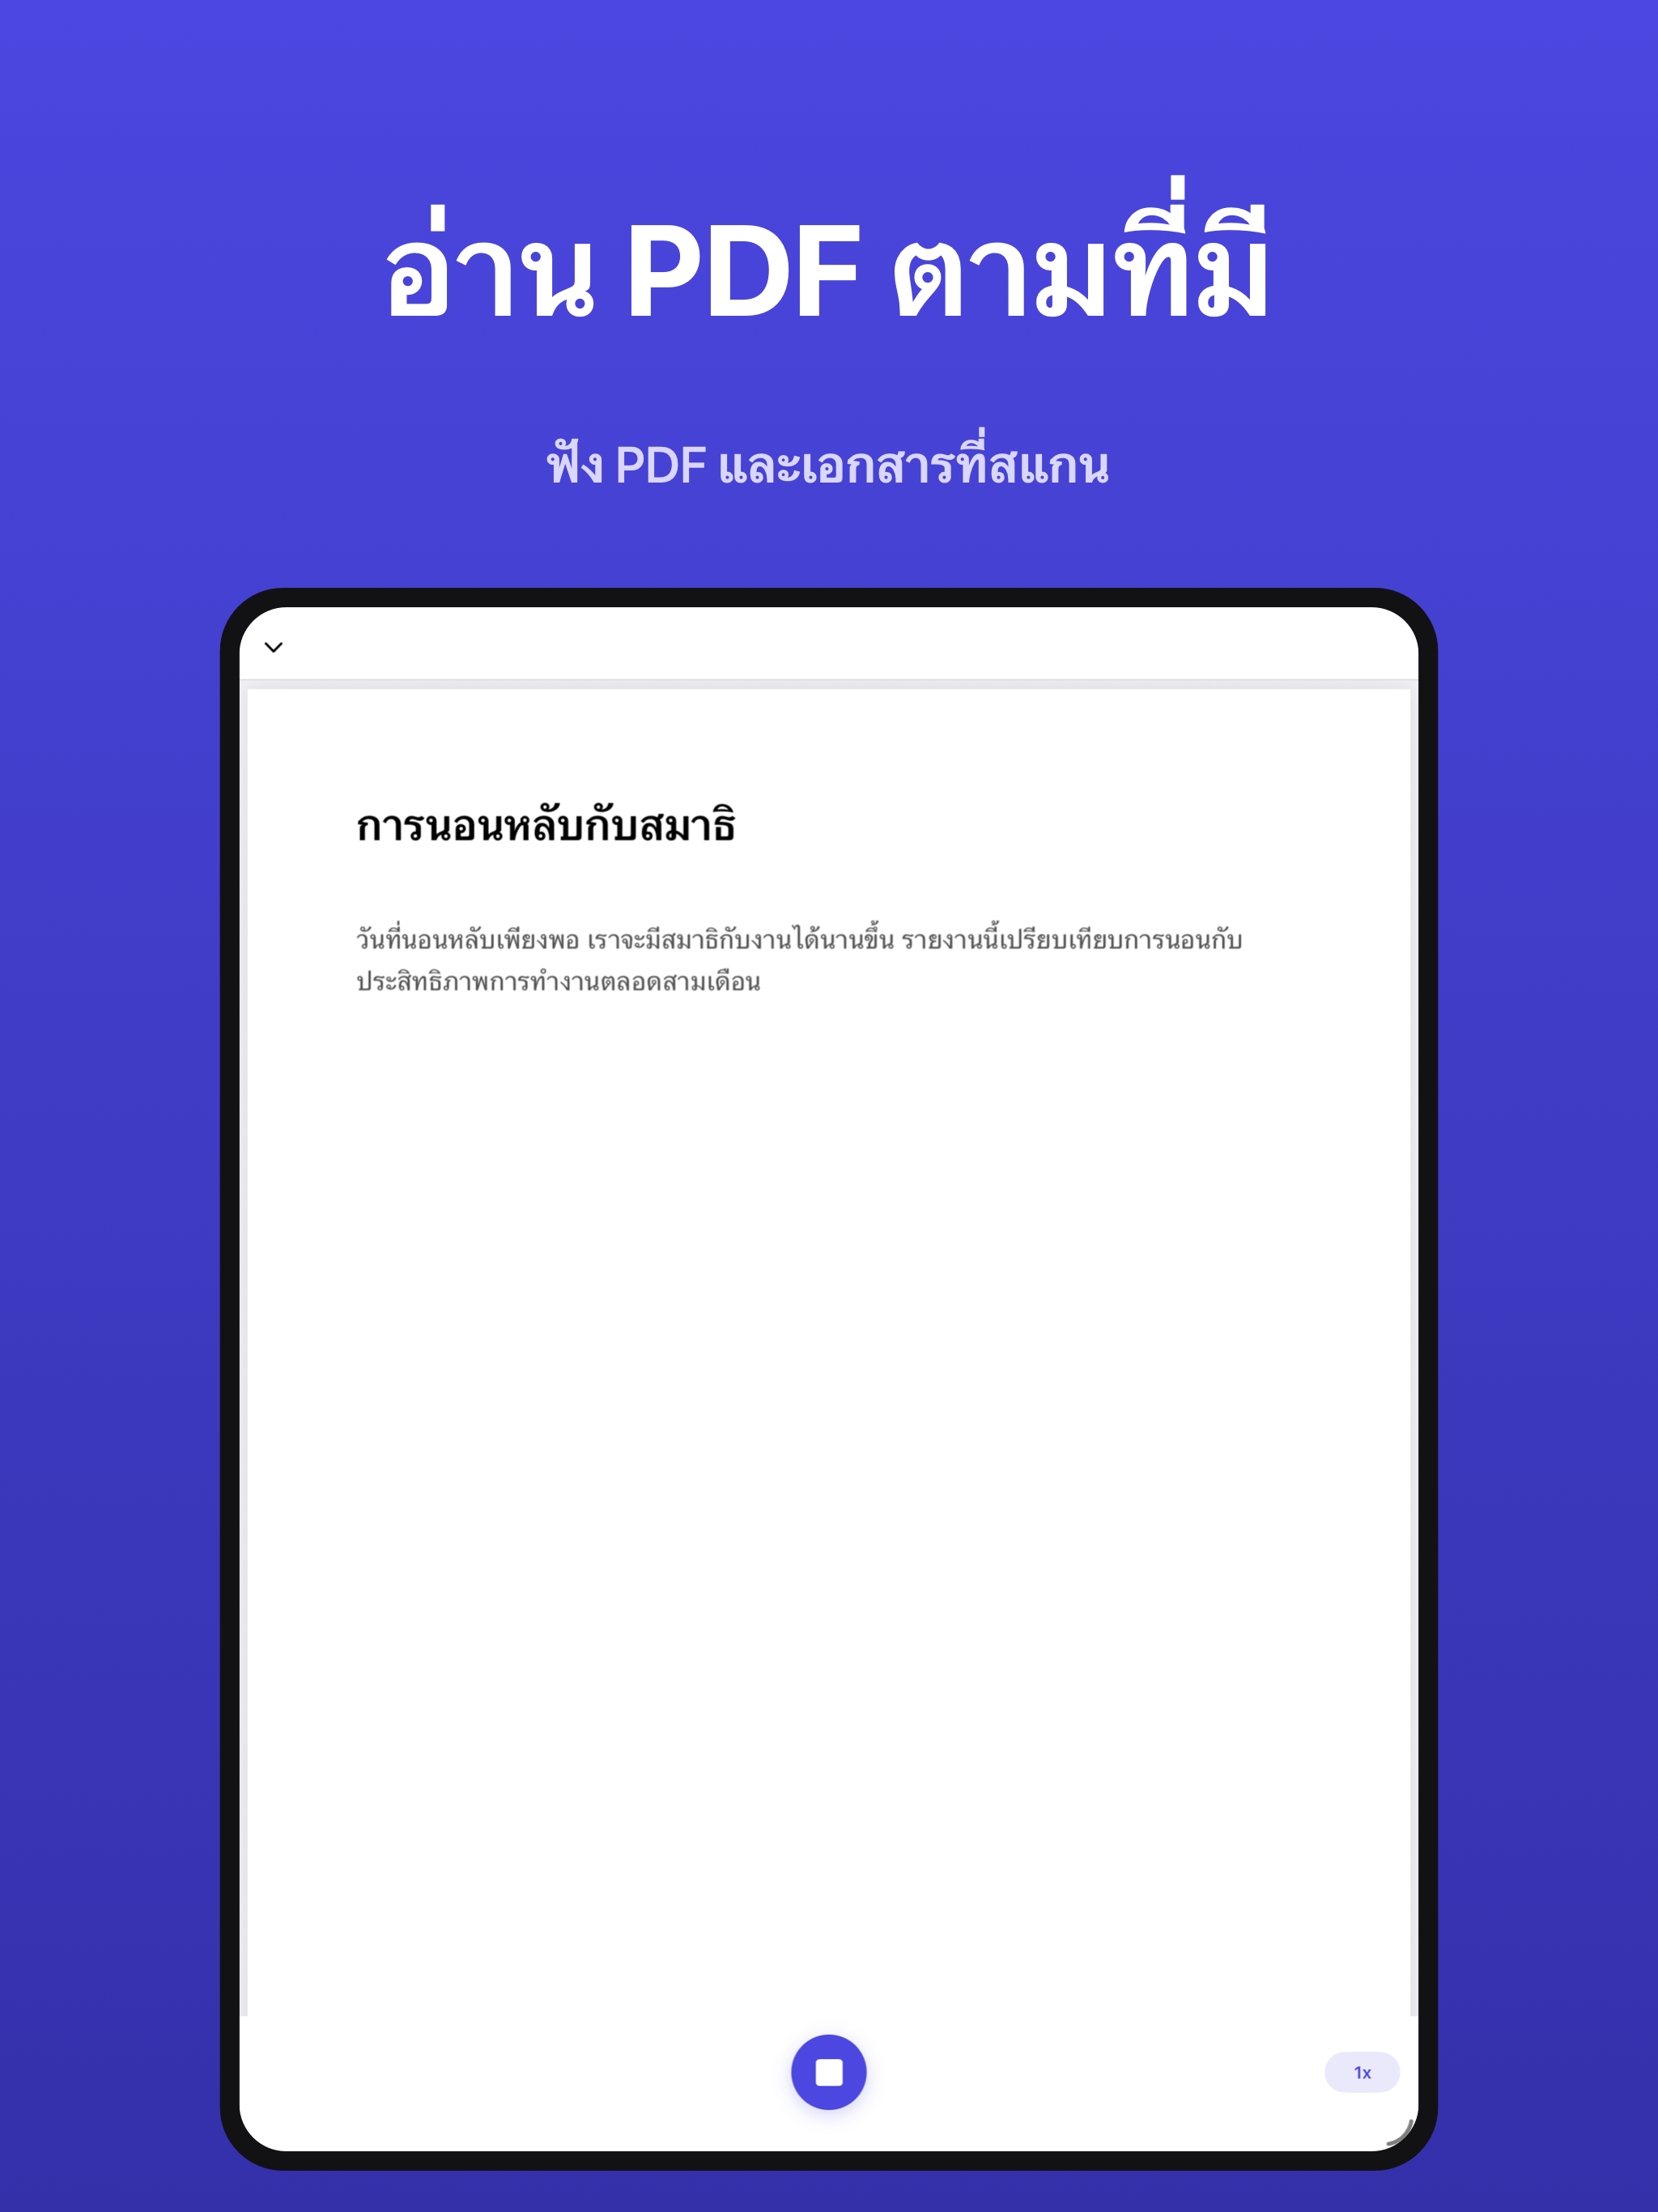 อ่าน PDF ตามที่มี
ฟัง PDF และเอกสารที่สแกน
การนอนหลับกับสมาธิ
วันที่นอนหลับเพียงพอ เราจะมีสมาธิกับงานได้นานขึ้น รายงานนี้เปรียบเทียบการนอนกับ
ประสิทธิภาพการทำงานตลอดสามเดือน
1x